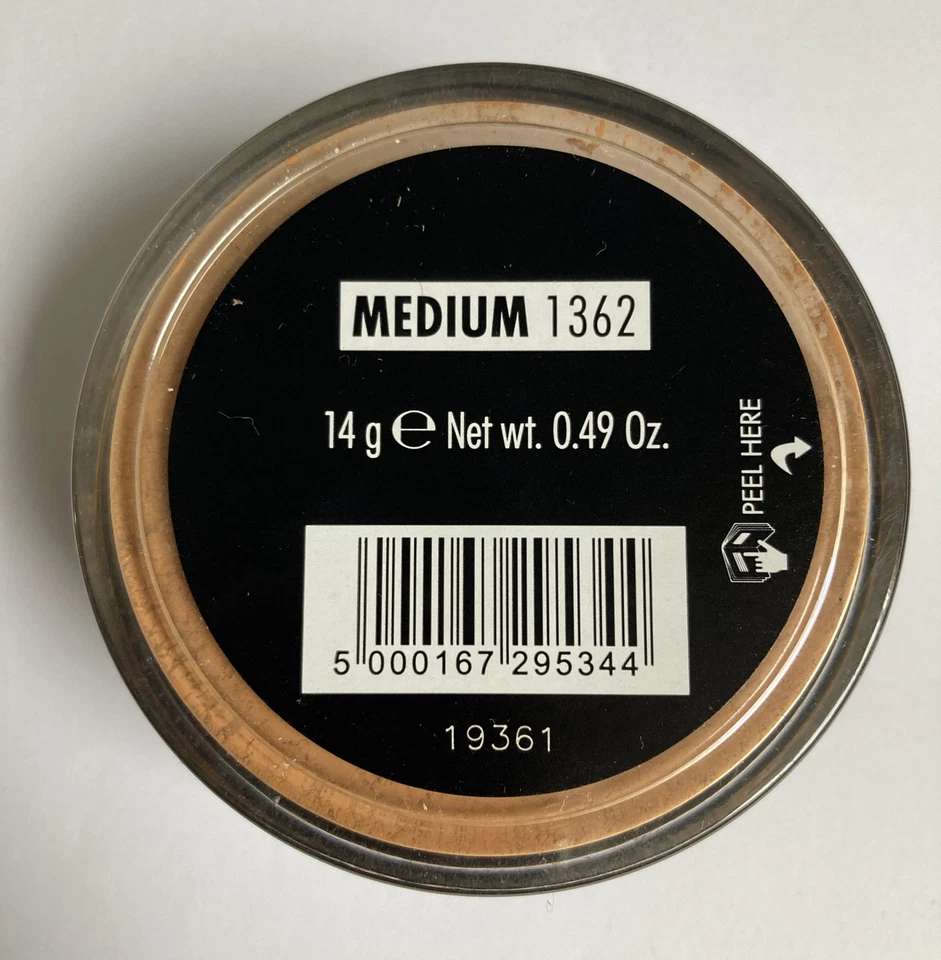 MEDIUM 1362
14 g ℮ Net wt. 0.49 Oz.
PEEL HERE
5 000167 295344
19361